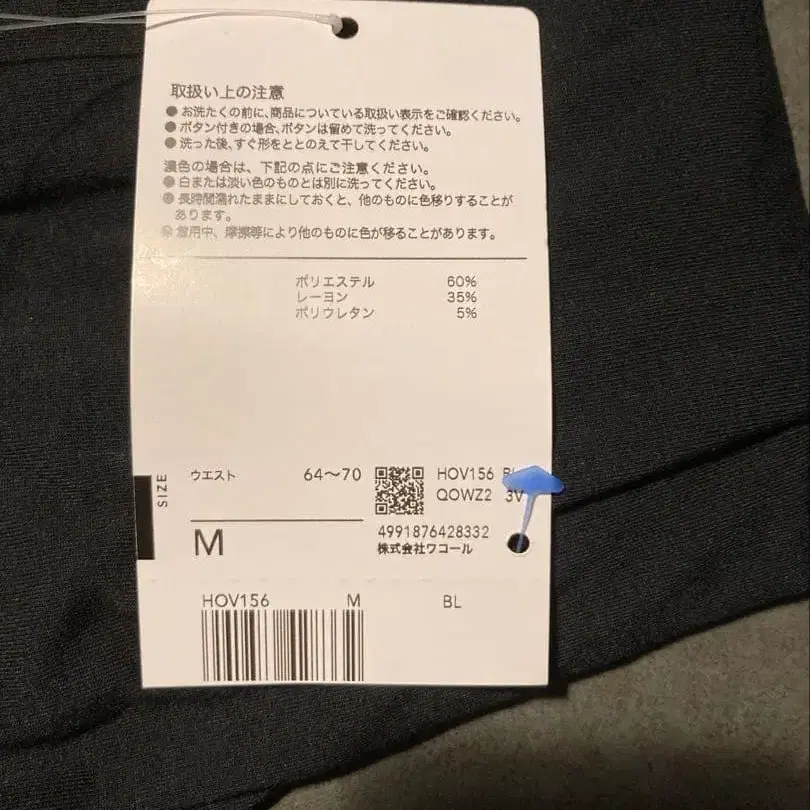 取扱い上の注意
●お洗たくの前に、商品についている取扱い表示をご確認ください。
●ボタン付きの場合、ボタンは留めて洗ってください。
●洗った後、すぐ形をととのえて干してください。
濃色の場合は、下記の点にご注意ください。
●白または淡い色のものとは別に洗ってください。
●長時間濡れたままにしておくと、他のものに色移りすることが
あります。
●着用中、摩擦等により他のものに色が移ることがあります。
ポリエステル 60%
レーヨン 35%
ポリウレタン 5%
SIZE
ウエスト 64〜70
M
HOV156
QOWZ2 3V
4991876428332
株式会社ワコール
HOV156 M BL